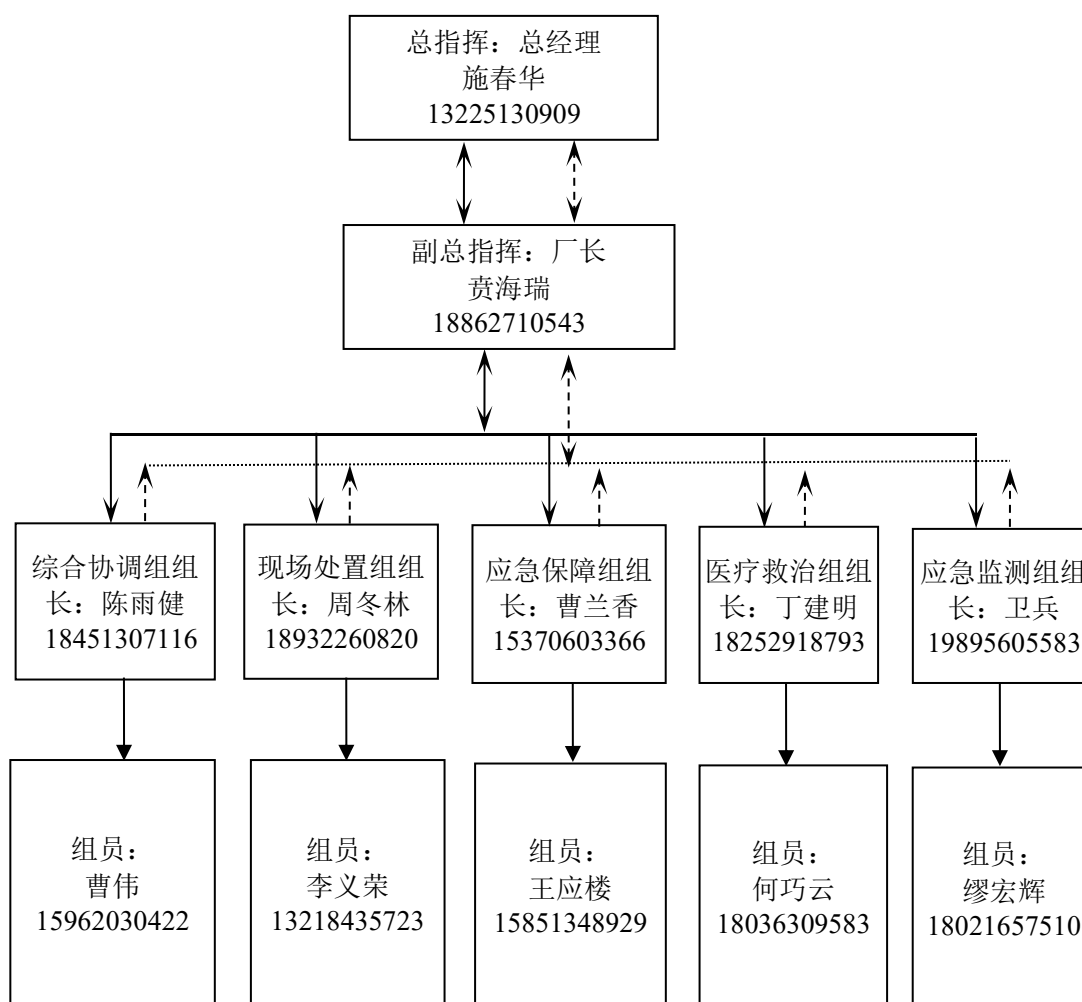 总指挥：总经理
施春华
13225130909
副总指挥：厂长
贲海瑞
18862710543
综合协调组组
长：陈雨健
18451307116
现场处置组组
长：周冬林
18932260820
应急保障组组
长：曹兰香
15370603366
医疗救治组组
长：丁建明
18252918793
应急监测组组
长：卫兵
19895605583
组员：
曹伟
15962030422
组员：
李义荣
13218435723
组员：
王应楼
15851348929
组员：
何巧云
18036309583
组员：
缪宏辉
18021657510